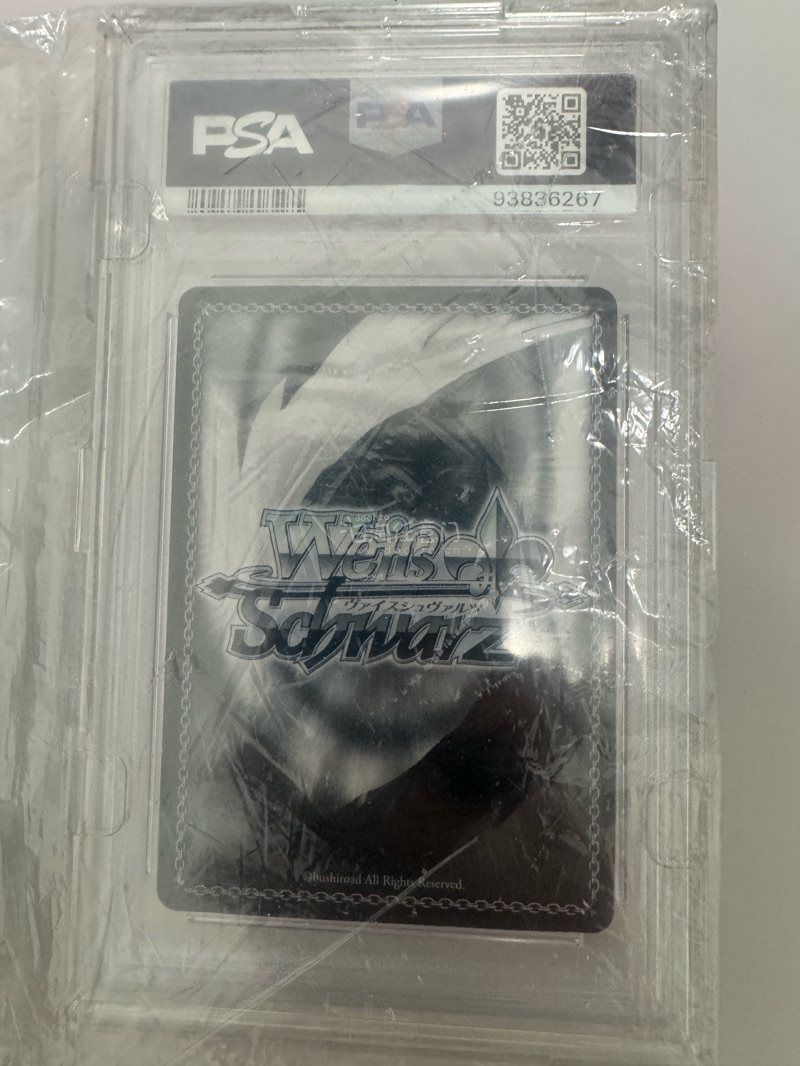 PSA
PSA
93836267
Weiß
ヴァイスシュヴァルツ
Schwarz
©bushiroad All Rights Reserved.